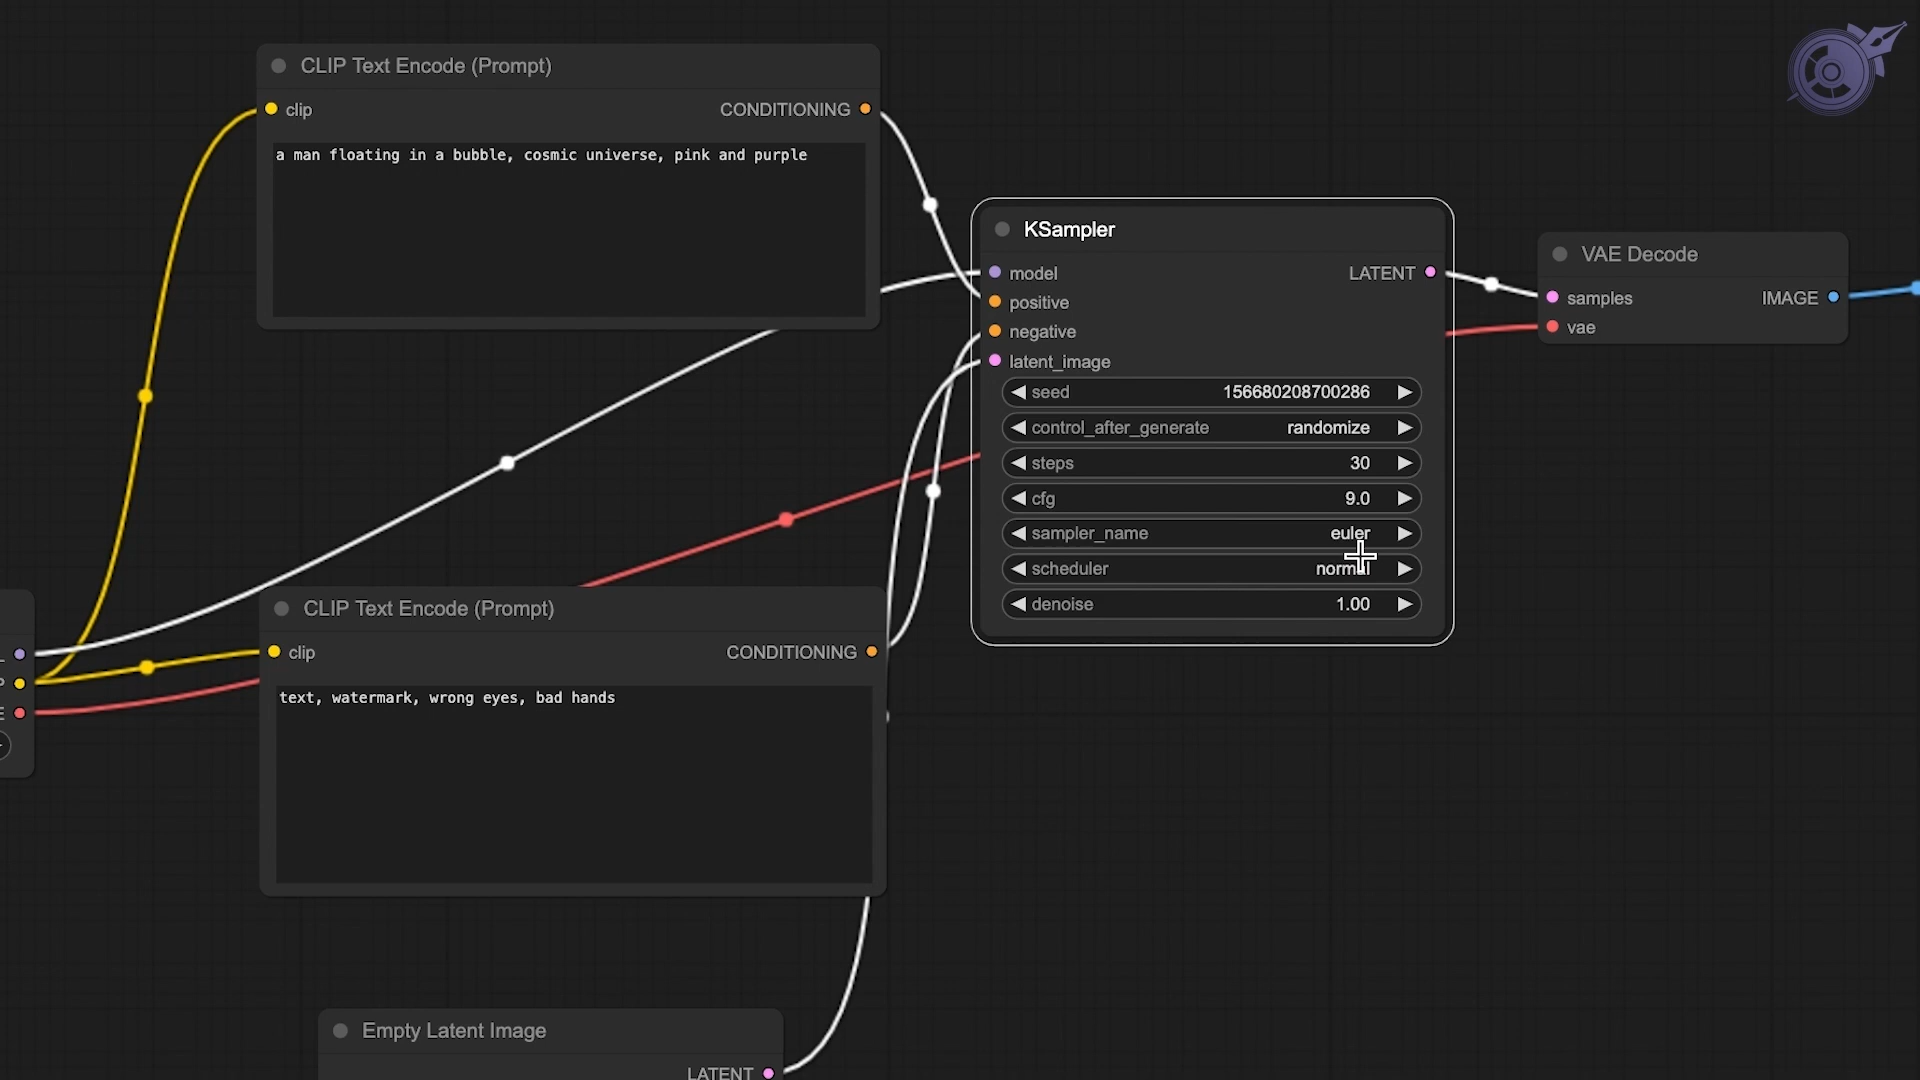 CLIP Text Encode (Prompt)
clip
CONDITIONING
a man floating in a bubble, cosmic universe, pink and purple
KSampler
model
LATENT
positive
negative
latent_image
seed 156680208700286
control_after_generate randomize
steps 30
cfg 9.0
sampler_name euler
scheduler normal
denoise 1.00
VAE Decode
samples
IMAGE
vae
CLIP Text Encode (Prompt)
clip
CONDITIONING
text, watermark, wrong eyes, bad hands
Empty Latent Image
LATENT